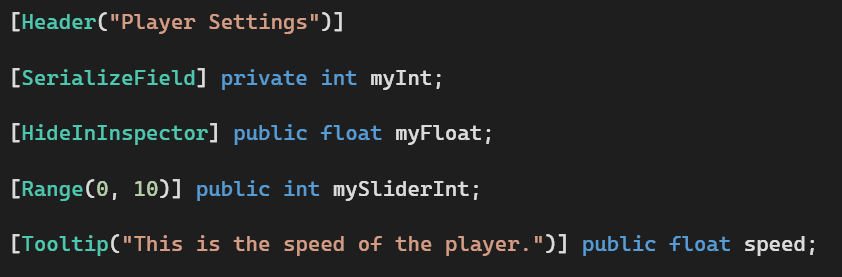 [Header("Player Settings")]
[SerializeField] private int myInt;
[HideInInspector] public float myFloat;
[Range(0, 10)] public int mySliderInt;
[Tooltip("This is the speed of the player.")] public float speed;